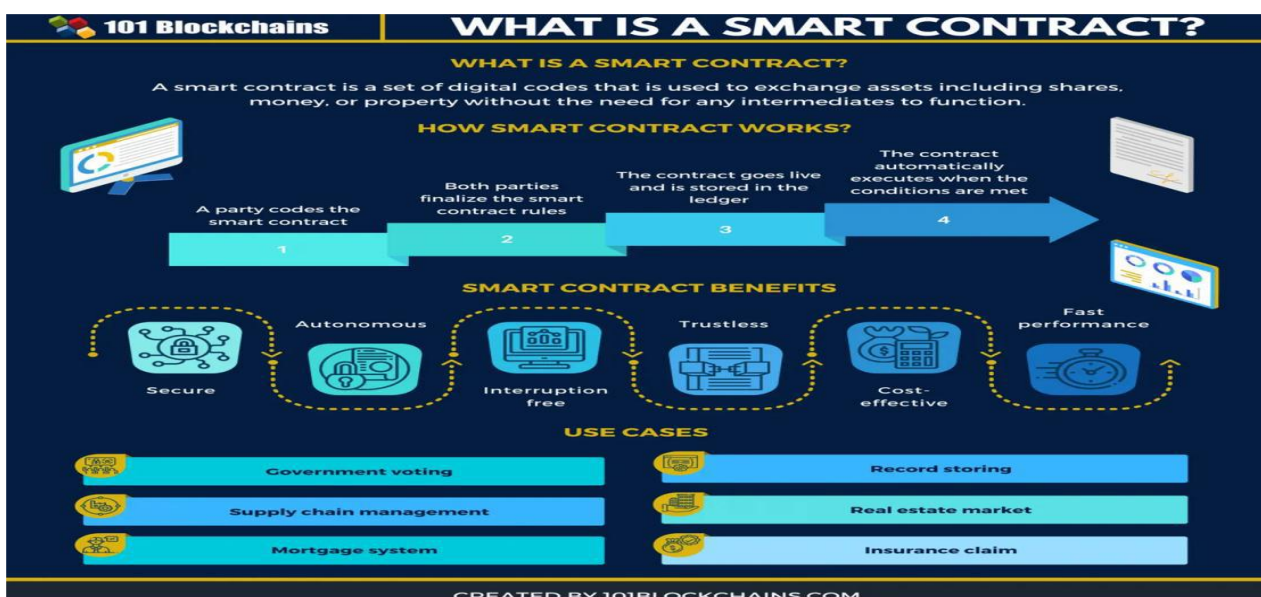 101 Blockchains
WHAT IS A SMART CONTRACT?
WHAT IS A SMART CONTRACT?
A smart contract is a set of digital codes that is used to exchange assets including shares,
money, or property without the need for any intermediates to function.
HOW SMART CONTRACT WORKS?
A party codes the
smart contract
1
Both parties
finalize the smart
contract rules
2
The contract goes live
and is stored in the
ledger
3
The contract
automatically
executes when the
conditions are met
4
SMART CONTRACT BENEFITS
Secure
Autonomous
Interruption
free
Trustless
Cost-
effective
Fast
performance
USE CASES
Government voting
Record storing
Supply chain management
Real estate market
Mortgage system
Insurance claim
CREATED BY 101BLOCKCHAINS.COM